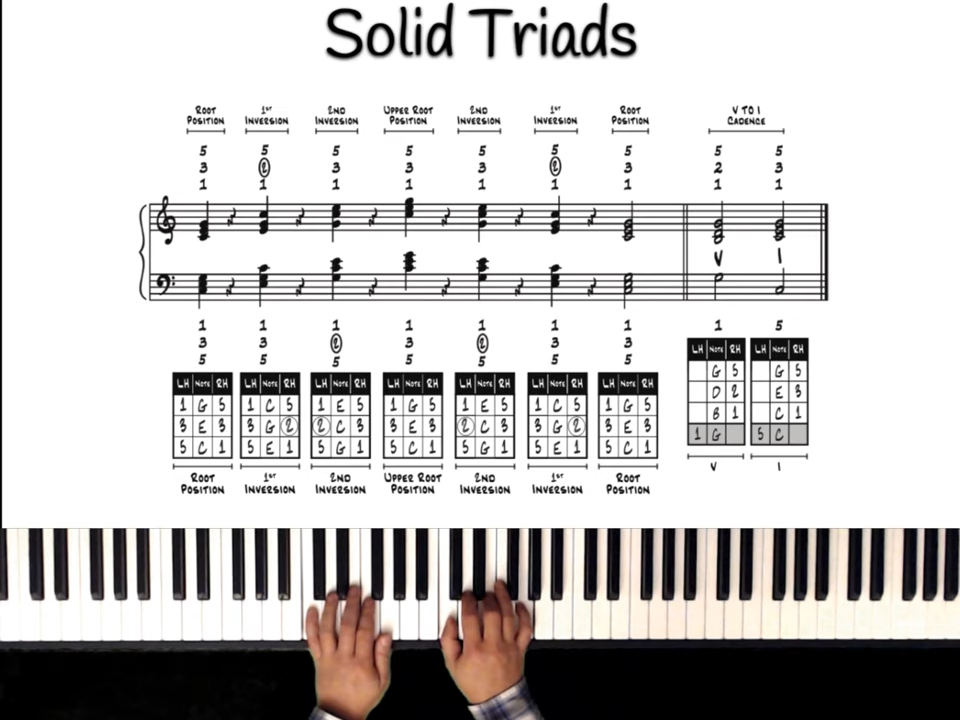 Solid Triads
ROOT POSITION 1ST INVERSION 2ND INVERSION UPPER ROOT POSITION 2ND INVERSION 1ST INVERSION ROOT POSITION V TO I CADENCE
5 5 5 5 5 5 5 5 5
3 2 3 3 3 2 3 2 3
1 1 1 1 1 1 1 1 1
V I
1 1 1 1 1 1 1 1 5
3 3 2 3 2 3 3
5 5 5 5 5 5 5
LH NOTE RH LH NOTE RH
G 5 G 5
D 2 E 3
B 1 C 1
1 G 5 C
V I
LH NOTE RH LH NOTE RH LH NOTE RH LH NOTE RH LH NOTE RH LH NOTE RH LH NOTE RH
1 G 5 1 C 5 1 E 5 1 G 5 1 E 5 1 C 5 1 G 5
3 E 3 3 G 2 2 C 3 3 E 3 2 C 3 3 G 2 3 E 3
5 C 1 5 E 1 5 G 1 5 C 1 5 G 1 5 E 1 5 C 1
ROOT POSITION 1ST INVERSION 2ND INVERSION UPPER ROOT POSITION 2ND INVERSION 1ST INVERSION ROOT POSITION